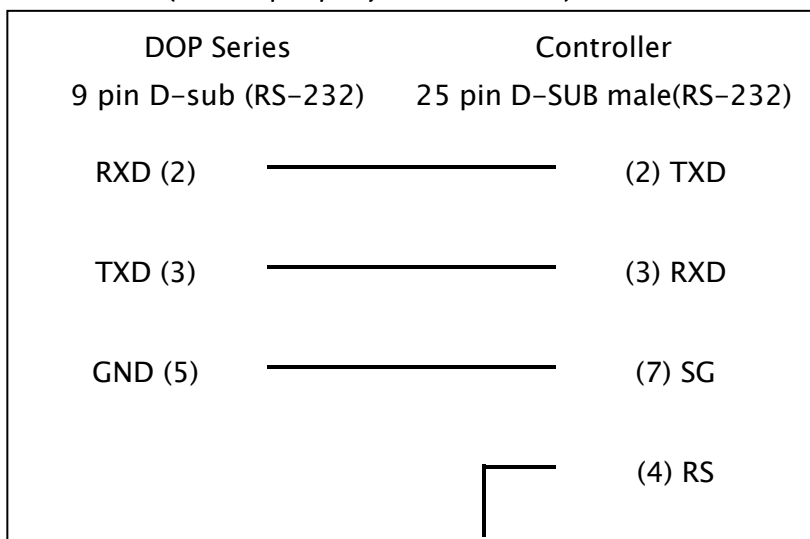 DOP Series Controller
9 pin D-sub (RS-232) 25 pin D-SUB male(RS-232)
RXD (2) (2) TXD
TXD (3) (3) RXD
GND (5) (7) SG
(4) RS